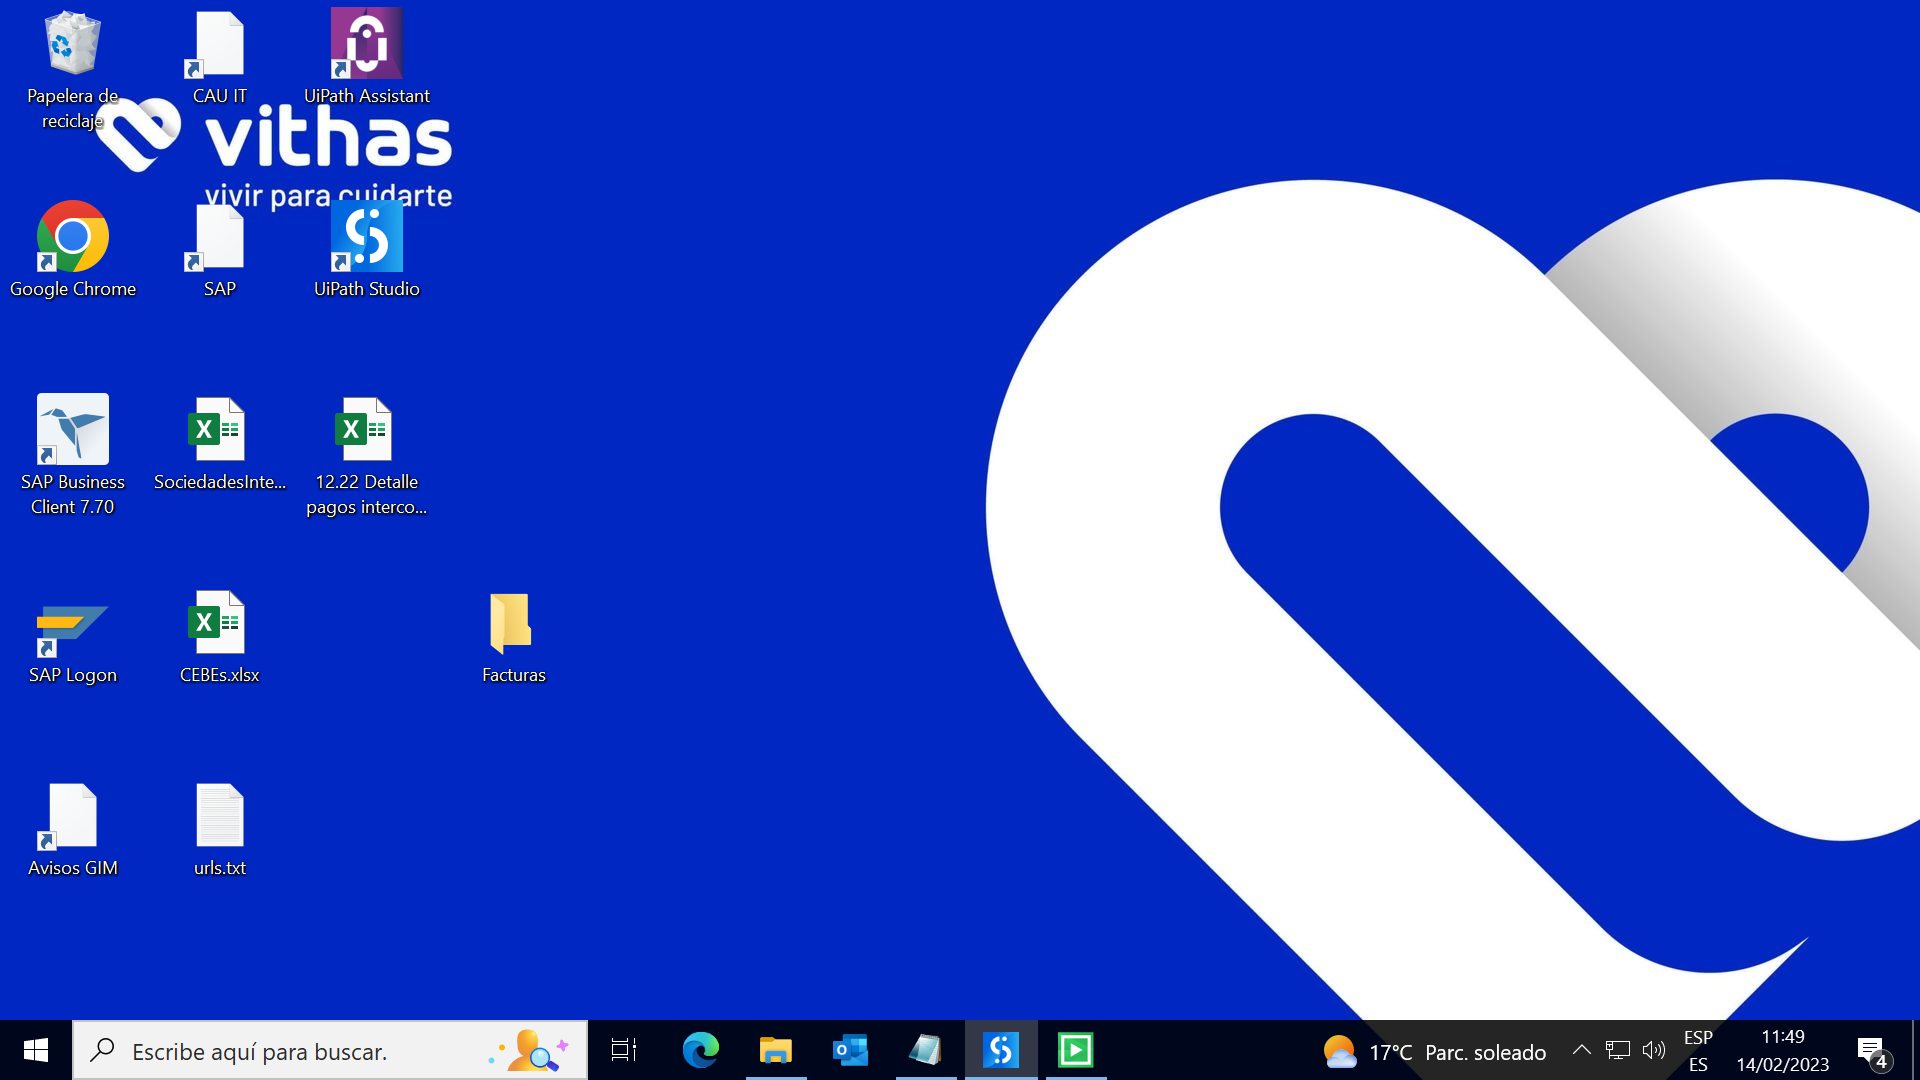 Papelera de
reciclaje
CAU IT
UiPath Assistant
vithas
vivir para cuidarte
Google Chrome
SAP
UiPath Studio
SAP Business
Client 7.70
SociedadesInte...
12.22 Detalle
pagos interco...
SAP Logon
CEBEs.xlsx
Facturas
Avisos GIM
urls.txt
Escribe aquí para buscar.
17°C Parc. soleado
ESP
ES
11:49
14/02/2023
4